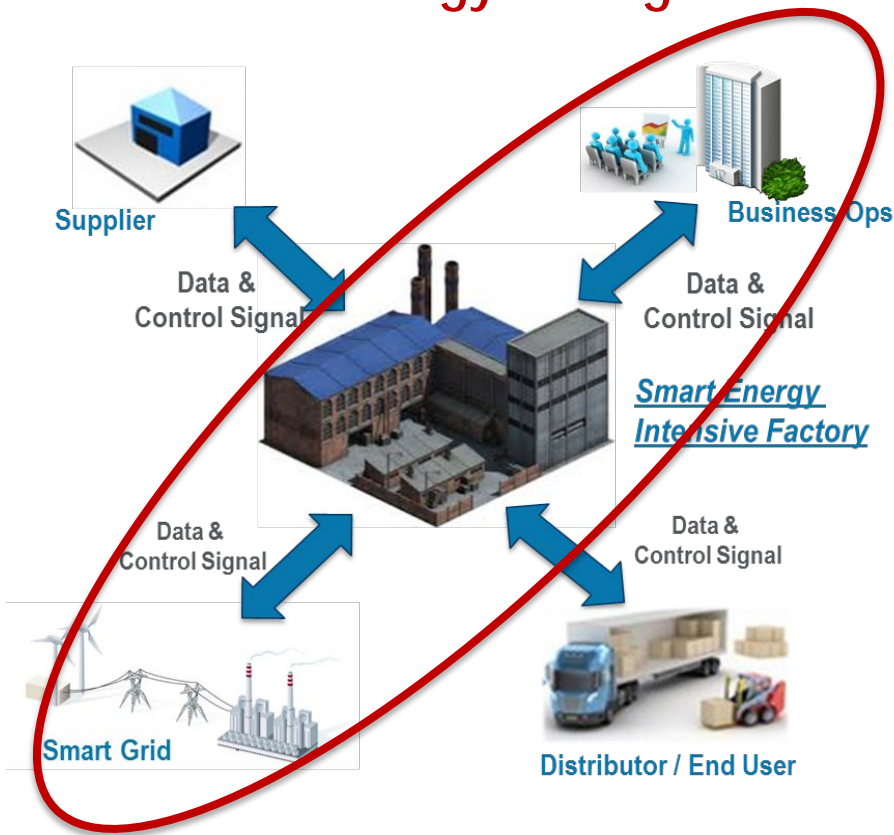 Supplier
Business Ops
Data &
Control Signal
Data &
Control Signal
Smart Energy
Intensive Factory
Data &
Control Signal
Data &
Control Signal
Smart Grid
Distributor / End User